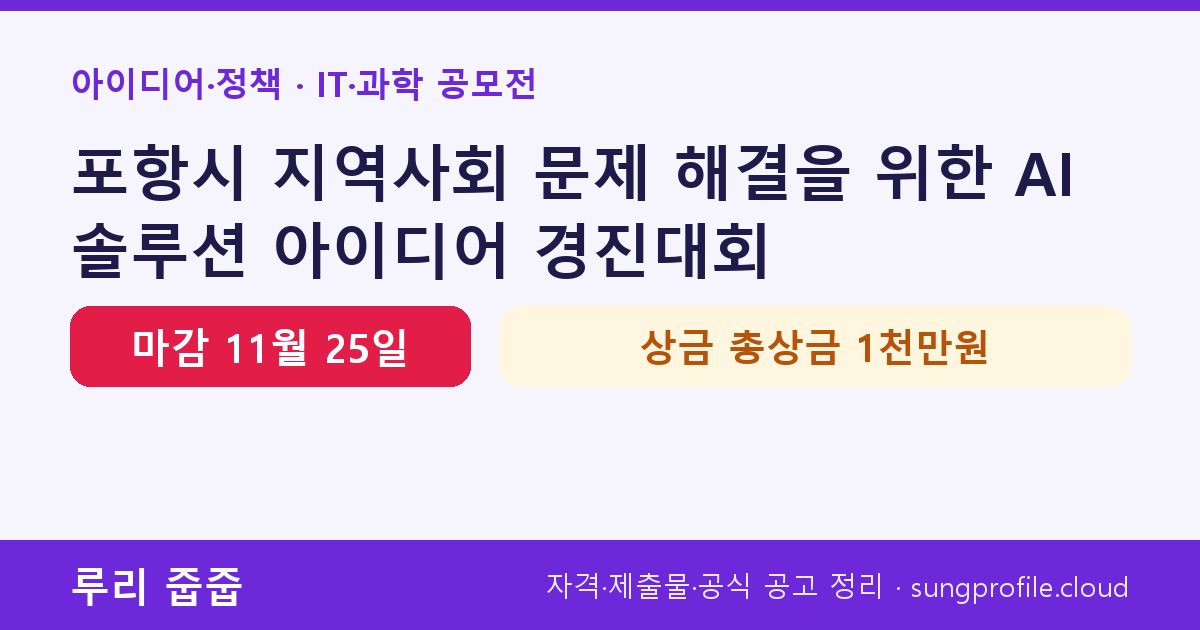 아이디어·정책 · IT·과학 공모전
포항시 지역사회 문제 해결을 위한 AI
솔루션 아이디어 경진대회
마감 11월 25일
상금 총상금 1천만원
루리 줍줍
자격·제출물·공식 공고 정리 · sungprofile.cloud